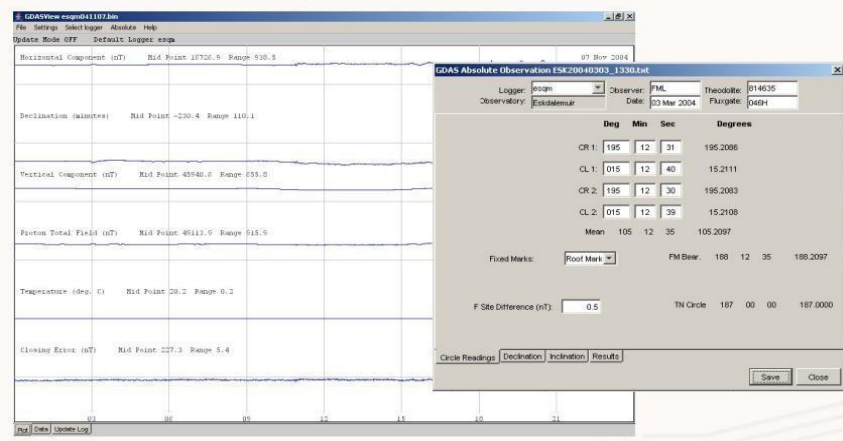 GDASView esqm041107.bin
File Settings Select logger Absolute Help
Update Mode OFF Default Logger esqm
Horizontal Component (nT) Mid Point 16726.9 Range 938.5 07 Nov 2004
Declination (minutes) Mid Point -230.4 Range 110.1
Vertical Component (nT) Mid Point 45946.6 Range 655.8
Proton Total Field (nT) Mid Point 49113.9 Range 915.9
Temperature (deg. C) Mid Point 20.2 Range 0.2
Closing Error (nT) Mid Point 227.3 Range 5.4
03 06 09 12 15 18 21
Plot Data Update Log
GDAS Absolute Observation ESK20040303_1330.txt
Logger: esqm Observer: FML Theodolite: 814635
Observatory: Eskdalemuir Date: 03 Mar 2004 Fluxgate: 046H
Deg Min Sec Degrees
CR 1: 195 12 31 195.2086
CL 1: 015 12 40 15.2111
CR 2: 195 12 30 195.2083
CL 2: 015 12 39 15.2108
Mean 105 12 35 105.2097
Fixed Marks: Roof Mark FM Bear. 188 12 35 188.2097
F Site Difference (nT): 0.5 TN Circle 187 00 00 187.0000
Circle Readings Declination Inclination Results
Save Close